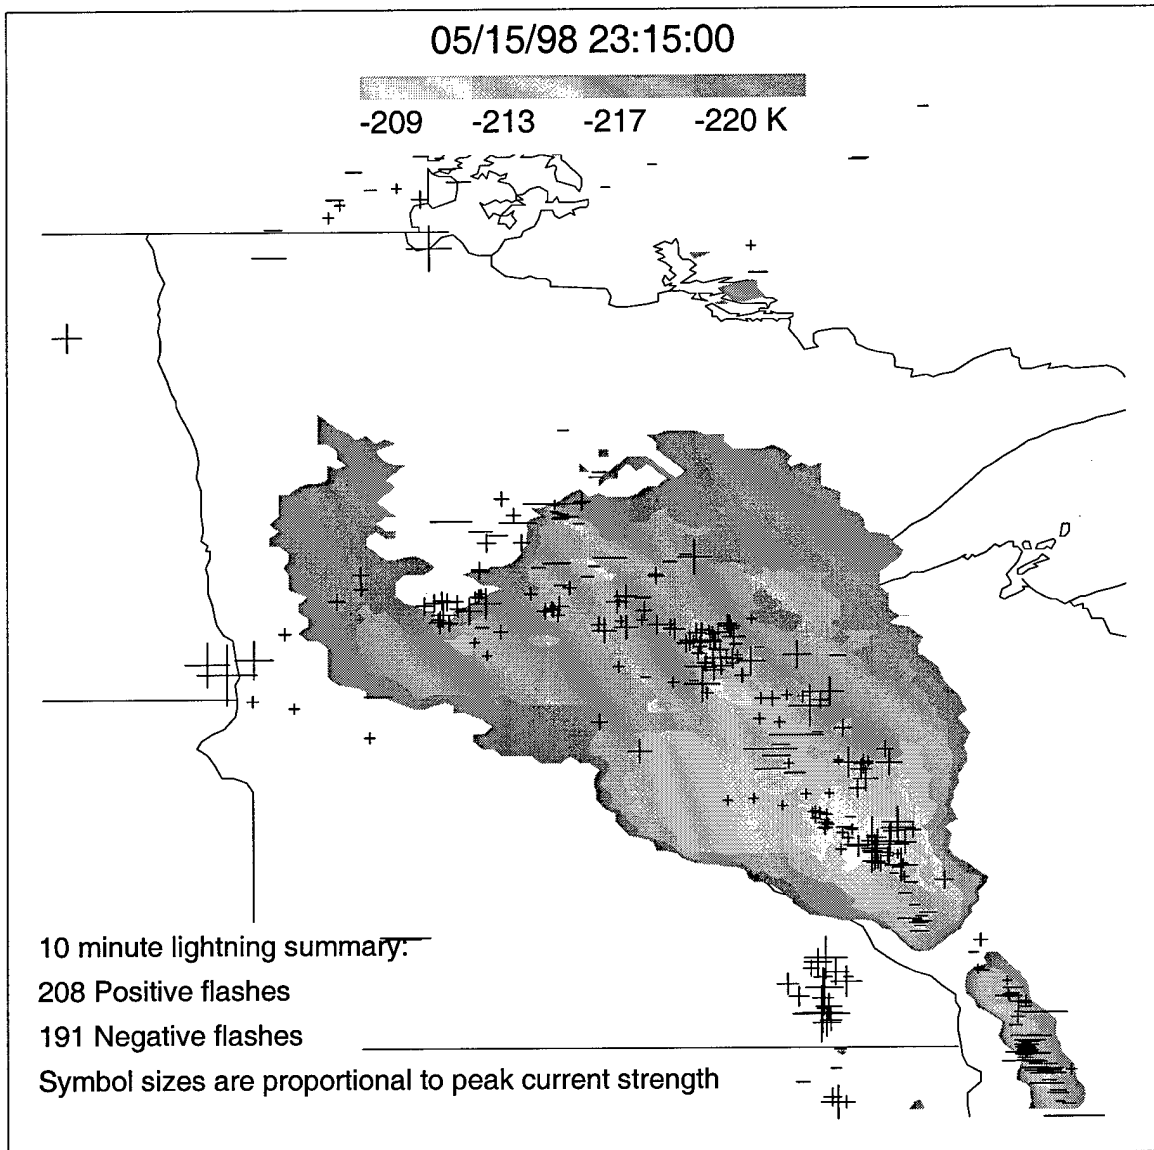 05/15/98 23:15:00
-209 -213 -217 -220 K
10 minute lightning summary:
208 Positive flashes
191 Negative flashes
Symbol sizes are proportional to peak current strength